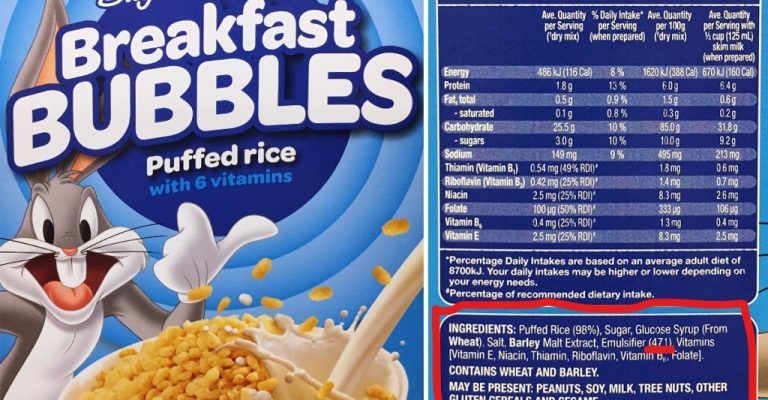 Breakfast
BUBBLES
Puffed rice
with 6 vitamins
Ave. Quantity % Daily Intake* Ave. Quantity Ave. Quantity
per Serving per Serving per 100g per Serving with
(°dry mix) (when prepared) (°dry mix) ½ cup (125 mL)
skim milk
(when prepared)
Energy 486 kJ (116 Cal) 8 % 1620 kJ (388 Cal) 670 kJ (160 Cal)
Protein 1.8 g 13 % 6.0 g 6.4 g
Fat, total 0.5 g 0.9 % 1.5 g 0.6 g
- saturated 0.1 g 0.8 % 0.3 g 0.2 g
Carbohydrate 25.5 g 10 % 85.0 g 31.8 g
- sugars 3.0 g 10 % 10.0 g 9.2 g
Sodium 149 mg 9 % 495 mg 213 mg
Thiamin (Vitamin B₁) 0.54 mg (49% RDI)# 1.8 mg 0.6 mg
Riboflavin (Vitamin B₂) 0.42 mg (25% RDI)# 1.4 mg 0.7 mg
Niacin 2.5 mg (25% RDI)# 8.3 mg 2.6 mg
Folate 100 µg (50% RDI)# 333 µg 106 µg
Vitamin B₆ 0.4 mg (25% RDI)# 1.3 mg 0.4 mg
Vitamin E 2.5 mg (25% RDI)# 8.3 mg 2.5 mg
*Percentage Daily Intakes are based on an average adult diet of
8700kJ. Your daily intakes may be higher or lower depending on
your energy needs.
#Percentage of recommended dietary intake.
INGREDIENTS: Puffed Rice (98%), Sugar, Glucose Syrup (From
Wheat), Salt, Barley Malt Extract, Emulsifier (471), Vitamins
[Vitamin E, Niacin, Thiamin, Riboflavin, Vitamin B₆, Folate].
CONTAINS WHEAT AND BARLEY.
MAY BE PRESENT: PEANUTS, SOY, MILK, TREE NUTS, OTHER
GLUTEN CEREALS AND SESAME.